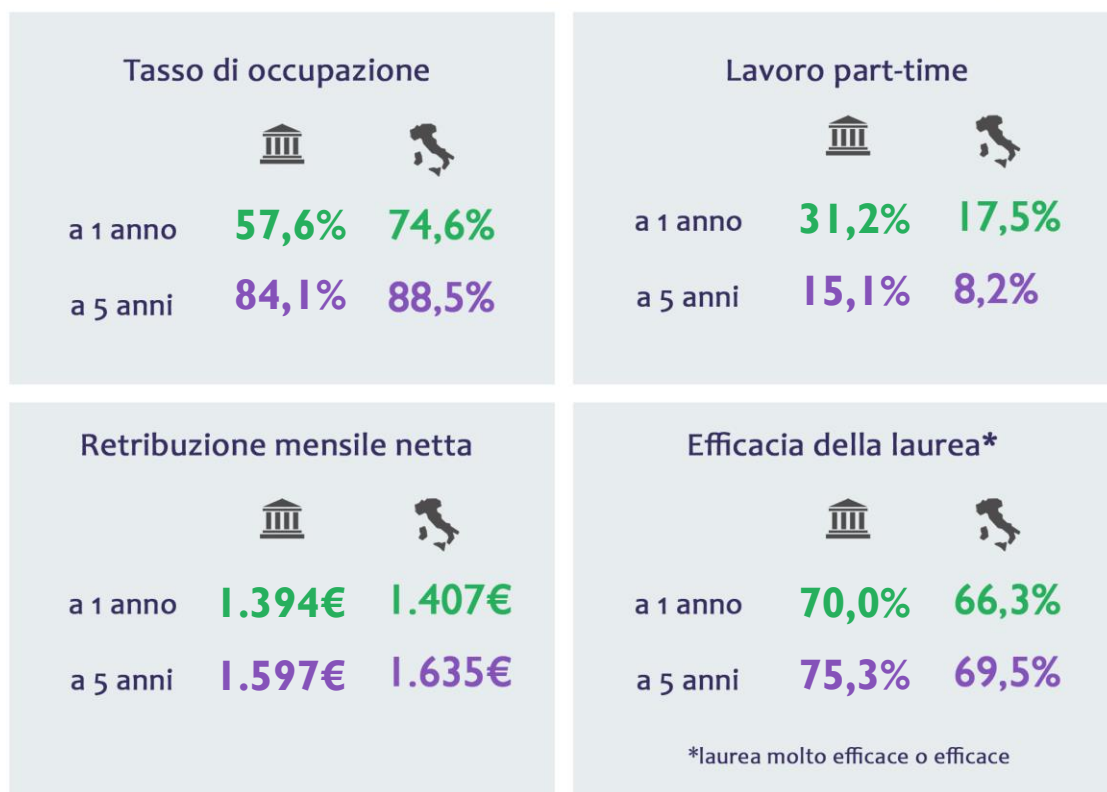 Tasso di occupazione
a 1 anno 57,6% 74,6%
a 5 anni 84,1% 88,5%
Lavoro part-time
a 1 anno 31,2% 17,5%
a 5 anni 15,1% 8,2%
Retribuzione mensile netta
a 1 anno 1.394€ 1.407€
a 5 anni 1.597€ 1.635€
Efficacia della laurea*
a 1 anno 70,0% 66,3%
a 5 anni 75,3% 69,5%
*laurea molto efficace o efficace